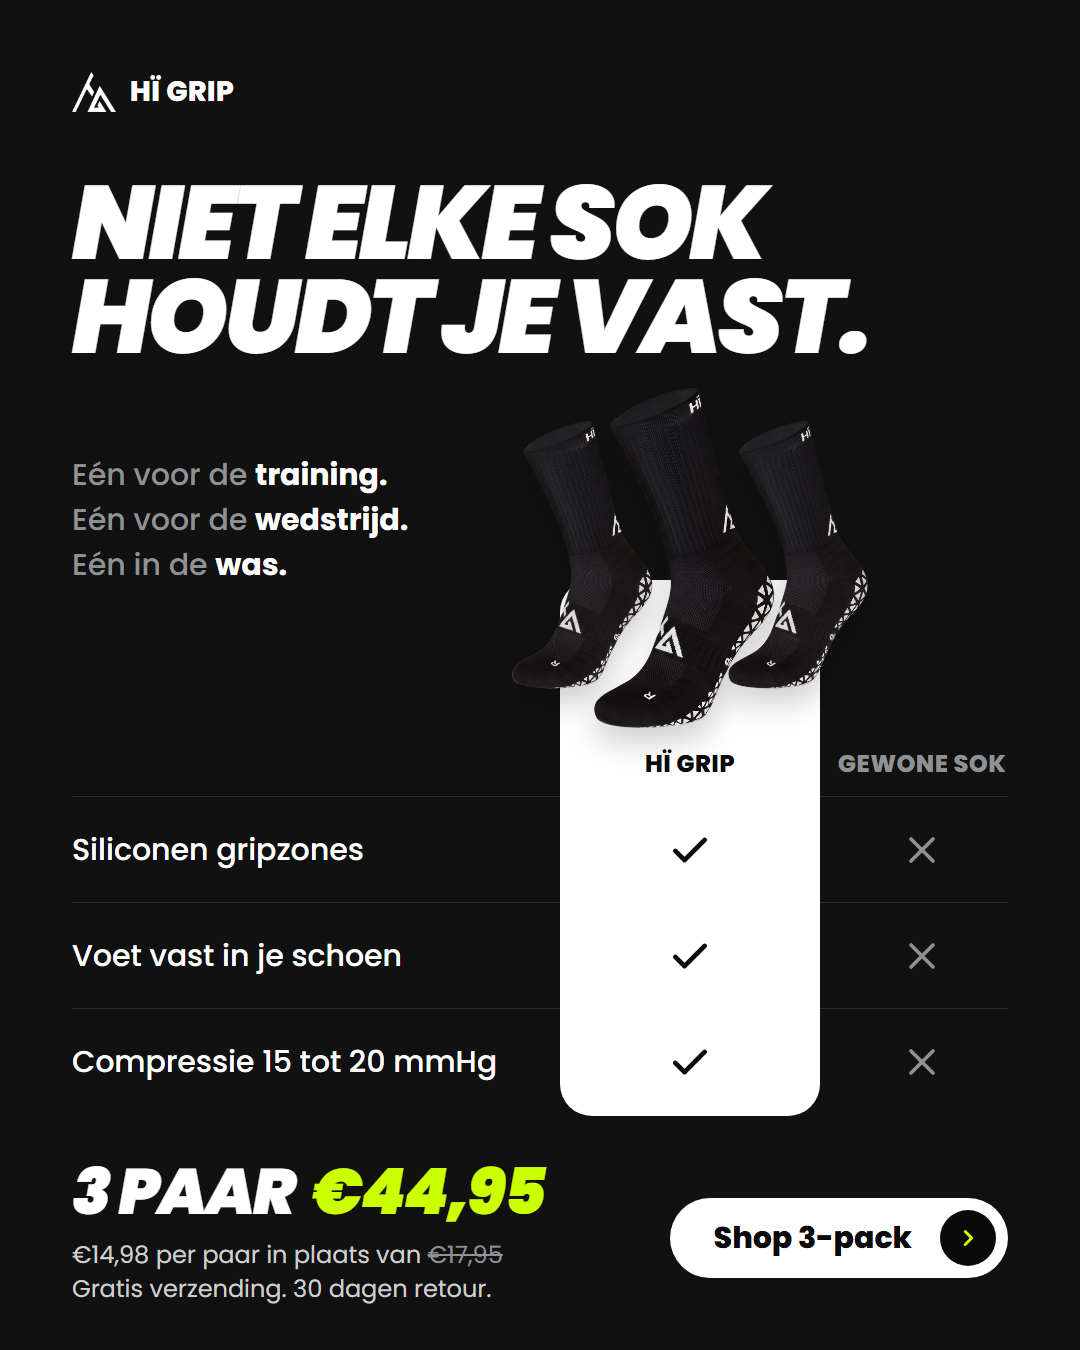 HÏ GRIP
NIET ELKE SOK
HOUDT JE VAST.
Eén voor de training.
Eén voor de wedstrijd.
Eén in de was.
HÏ
HÏ
HÏ
R
R
R
HÏ GRIP
GEWONE SOK
Siliconen gripzones
Voet vast in je schoen
Compressie 15 tot 20 mmHg
3 PAAR €44,95
€14,98 per paar in plaats van €17,95
Gratis verzending. 30 dagen retour.
Shop 3-pack